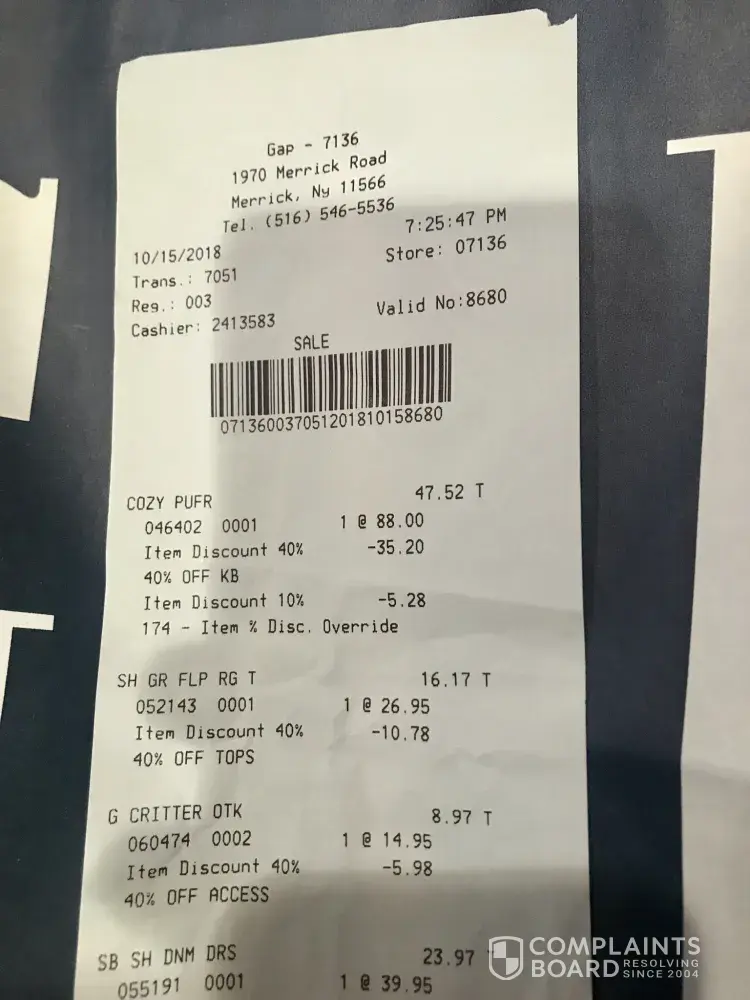 Gap - 7136
1970 Merrick Road
Merrick, Ny 11566
Tel. (516) 546-5536
7:25:47 PM
10/15/2018
Store: 07136
Trans.: 7051
Reg.: 003
Valid No:8680
Cashier: 2413583
SALE
071360037051201810158680
COZY PUFR 47.52 T
046402 0001 1 @ 88.00
Item Discount 40% -35.20
40% OFF KB
Item Discount 10% -5.28
174 - Item % Disc. Override
SH GR FLP RG T 16.17 T
052143 0001 1 @ 26.95
Item Discount 40% -10.78
40% OFF TOPS
G CRITTER OTK 8.97 T
060474 0002 1 @ 14.95
Item Discount 40% -5.98
40% OFF ACCESS
SB SH DNM DRS 23.97
055191 0001 1 @ 39.95
COMPLAINTS
BOARD RESOLVING SINCE 2004